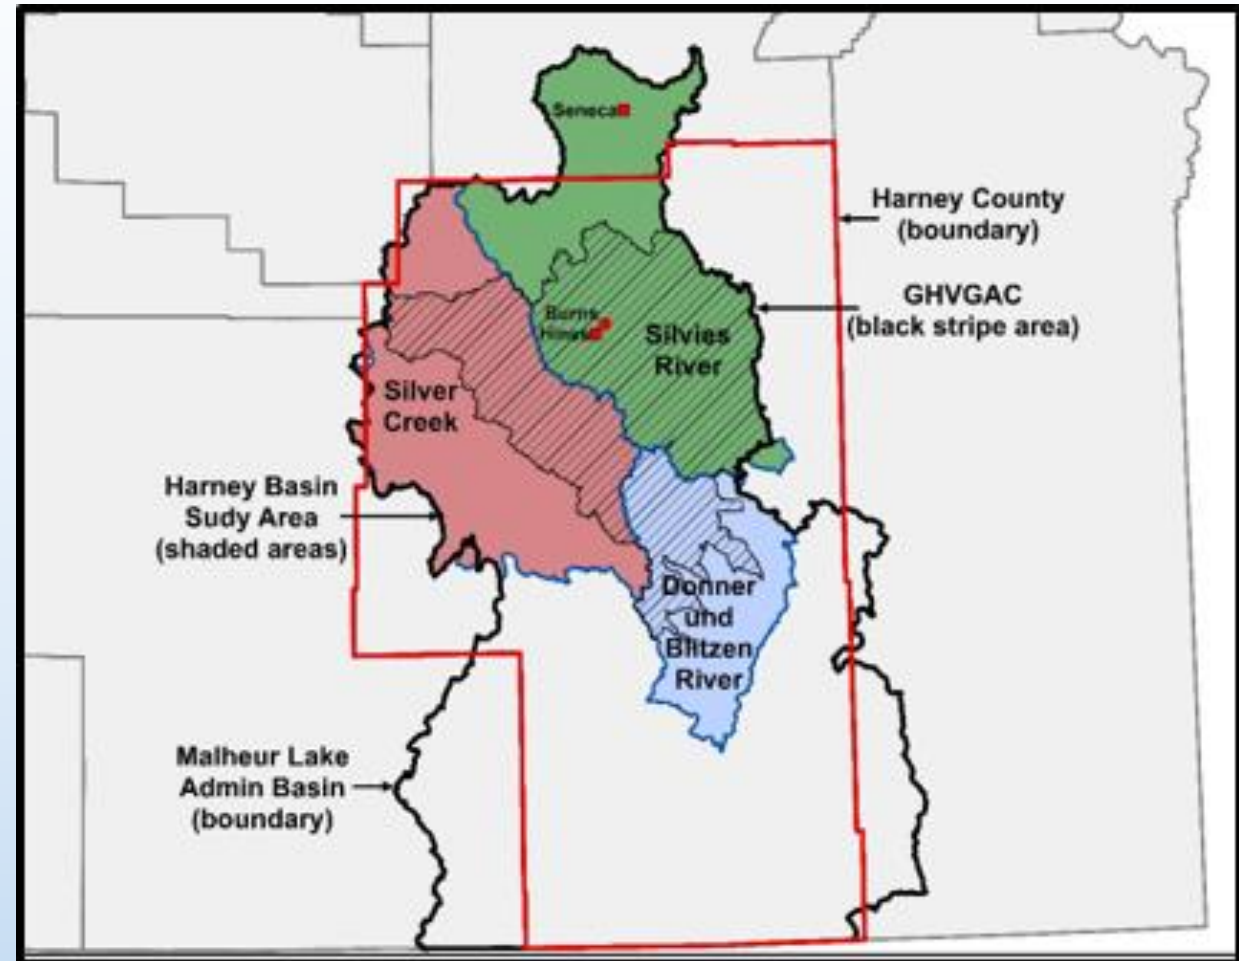 Seneca
Harney County
(boundary)
GHVGAC
(black stripe area)
Burns
Hines
Silvies
River
Silver
Creek
Harney Basin
Sudy Area
(shaded areas)
Donner
und
Blitzen
River
Malheur Lake
Admin Basin
(boundary)